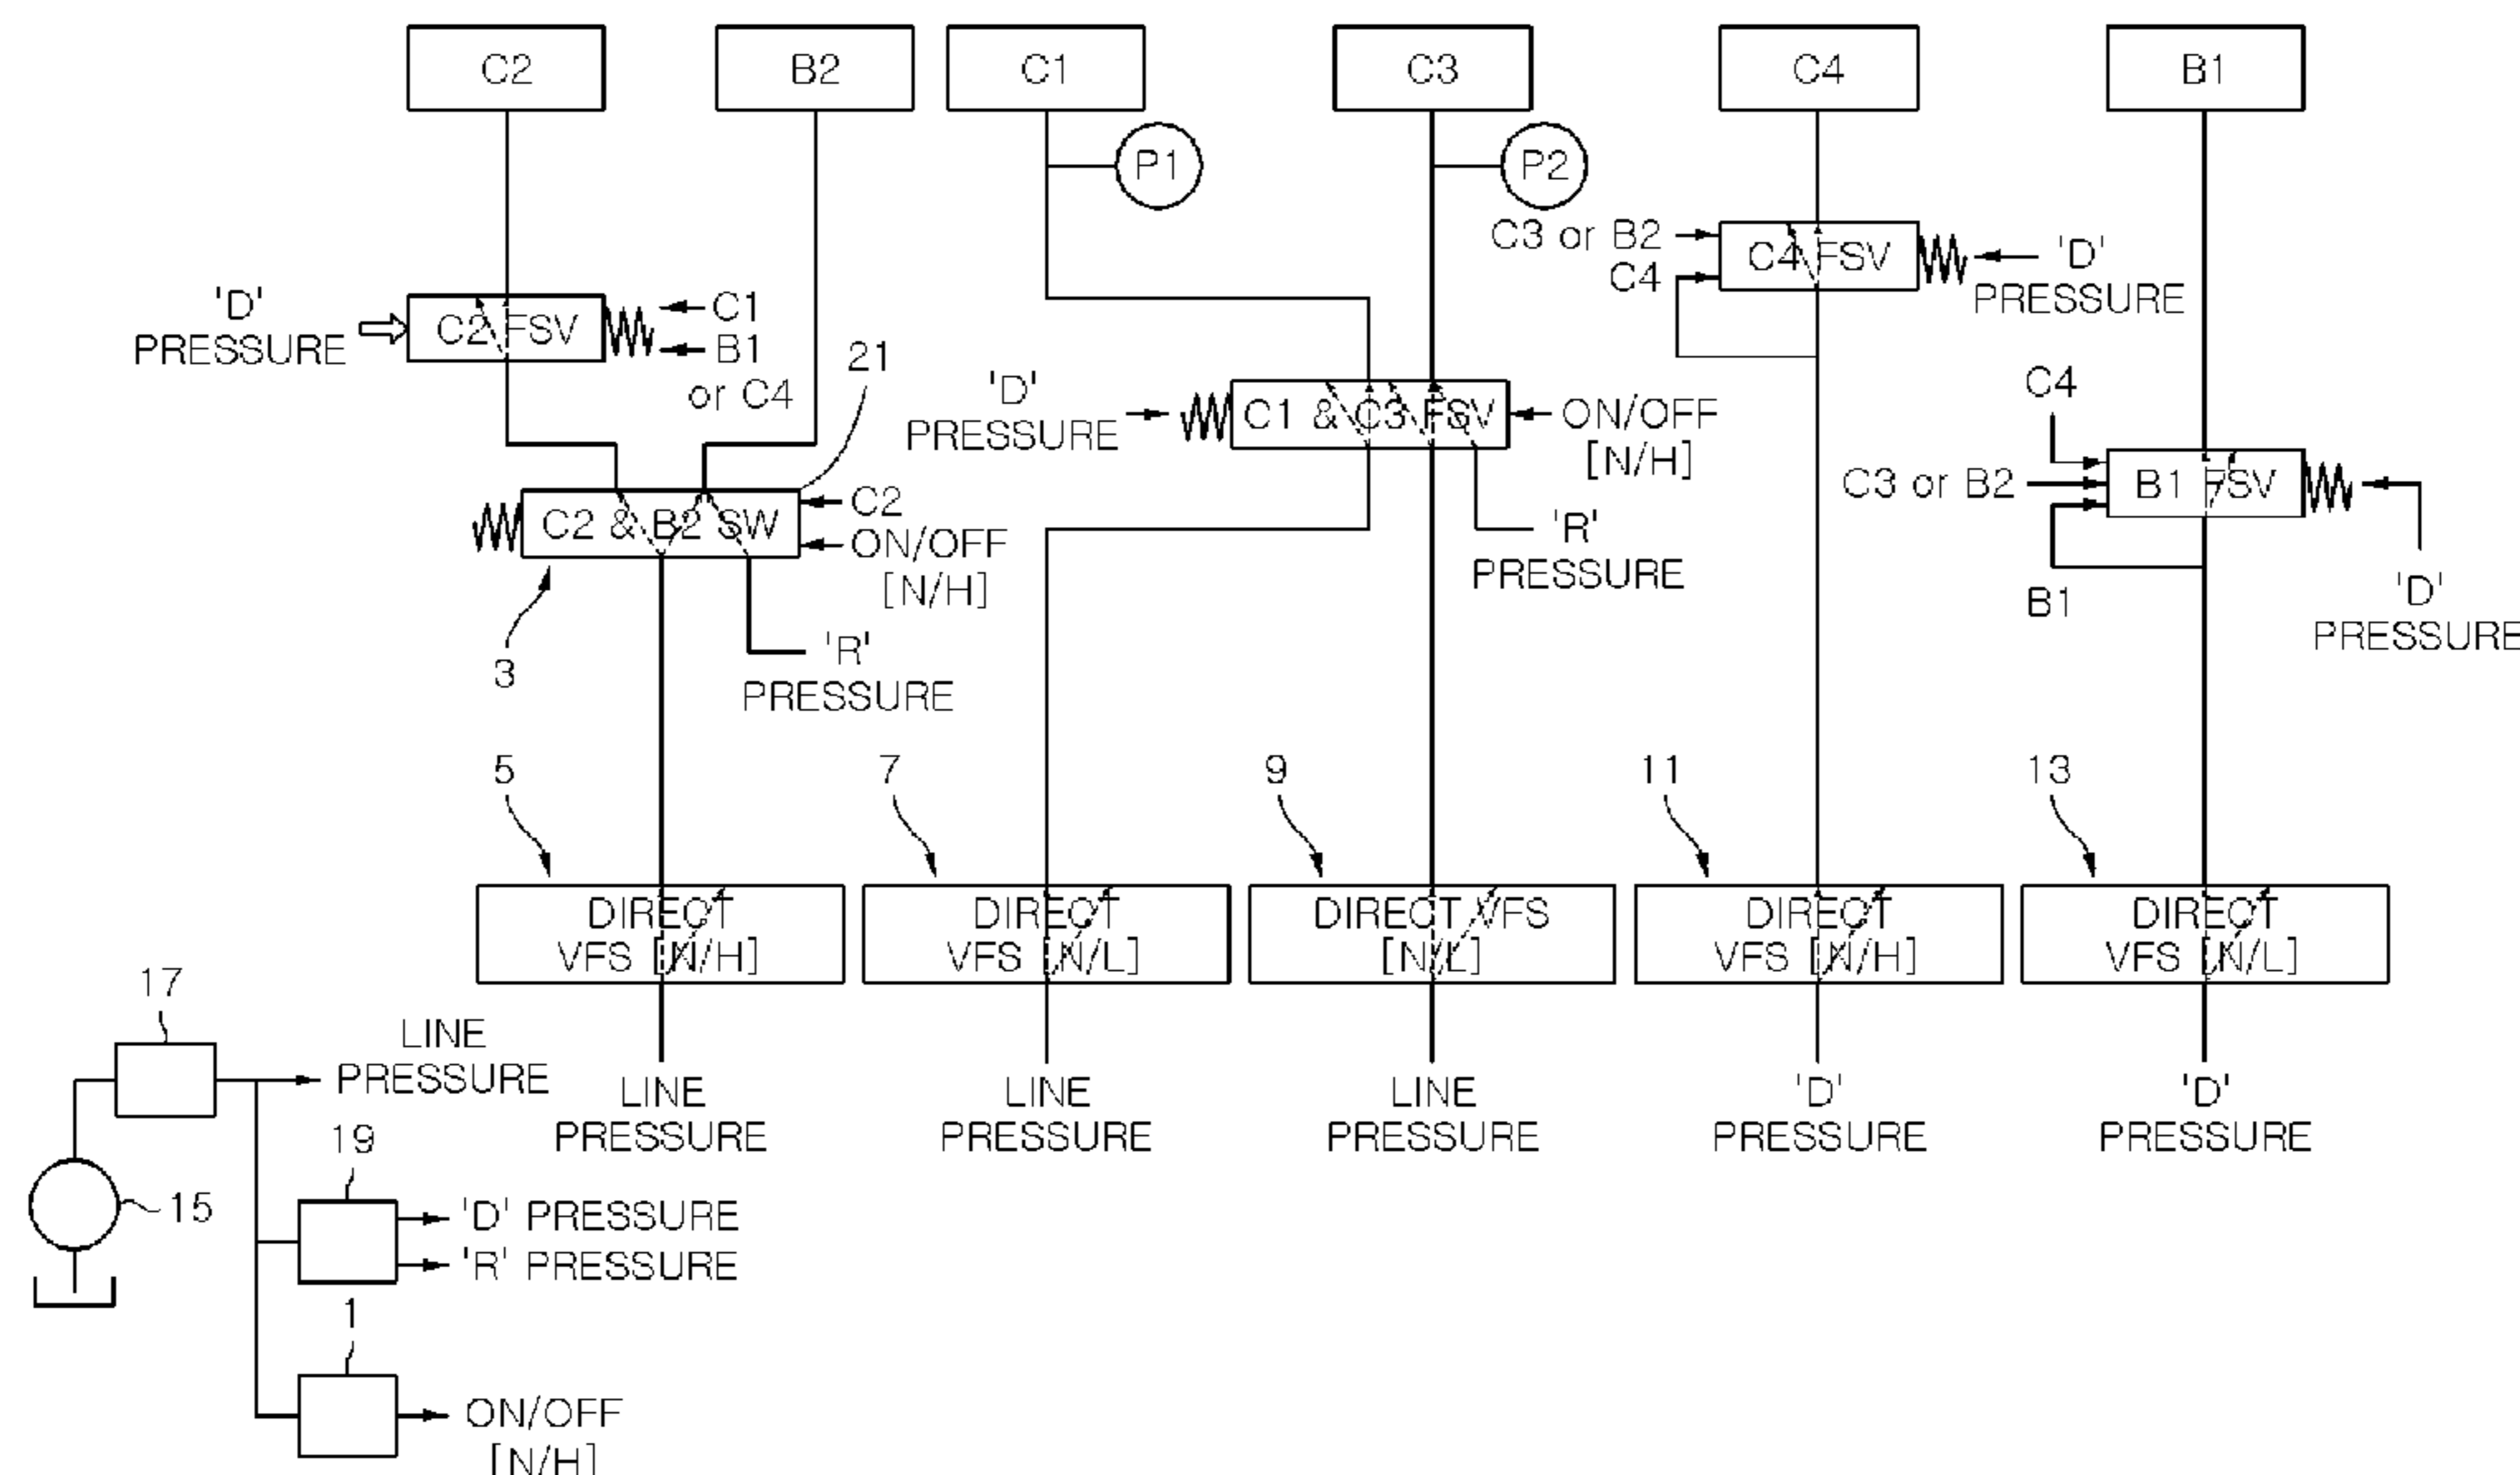 C2
B2
C1
C3
C4
B1
P1
P2
C3 or B2
C4
C4 FSV
'D'
PRESSURE
'D'
PRESSURE
C2 FSV
C1
B1
or C4
21
'D'
PRESSURE
C1 & C3 FSV
ON/OFF
[N/H]
C4
C3 or B2
B1 FSV
B1
'D'
PRESSURE
C2 & B2 SW
C2
ON/OFF
[N/H]
'R'
PRESSURE
3
'R'
PRESSURE
5
7
9
11
13
DIRECT
VFS [N/H]
DIRECT
VFS [N/L]
DIRECT VFS
[N/L]
DIRECT
VFS [N/H]
DIRECT
VFS [N/L]
LINE
PRESSURE
LINE
PRESSURE
LINE
PRESSURE
'D'
PRESSURE
'D'
PRESSURE
17
LINE
PRESSURE
19
15
'D' PRESSURE
'R' PRESSURE
1
ON/OFF
[N/H]